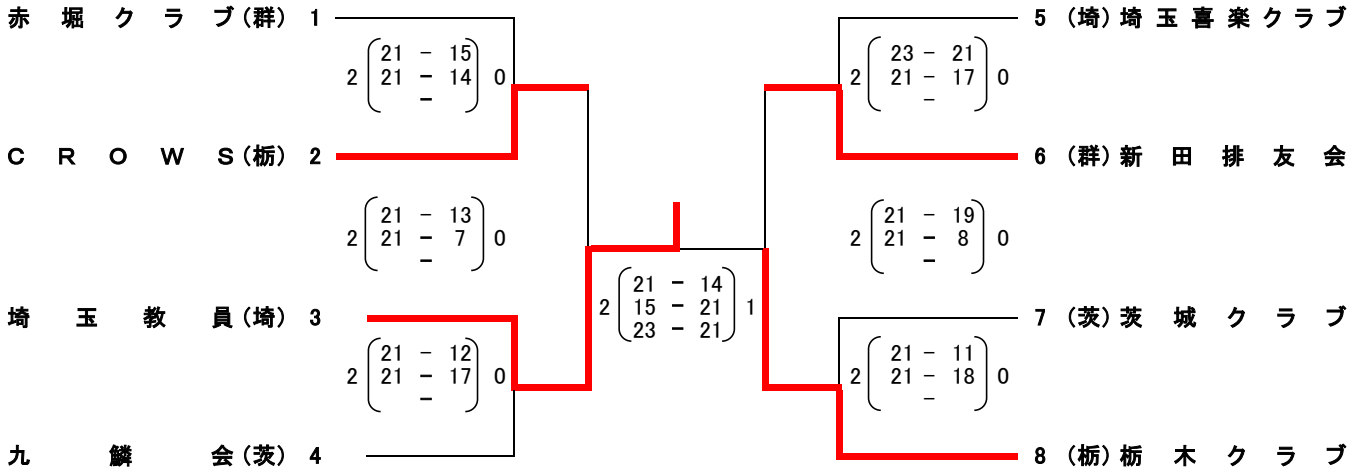 赤堀クラブ(群) 1
5 (埼)埼玉喜楽クラブ
21 - 15
2 21 - 14 0
-
23 - 21
2 21 - 17 0
-
CROWS(栃) 2
6 (群)新田排友会
21 - 13
2 21 - 7 0
-
21 - 19
2 21 - 8 0
-
21 - 14
2 15 - 21 1
23 - 21
埼玉教員(埼) 3
7 (茨)茨城クラブ
21 - 12
2 21 - 17 0
-
21 - 11
2 21 - 18 0
-
九鱗会(茨) 4
8 (栃)栃木クラブ